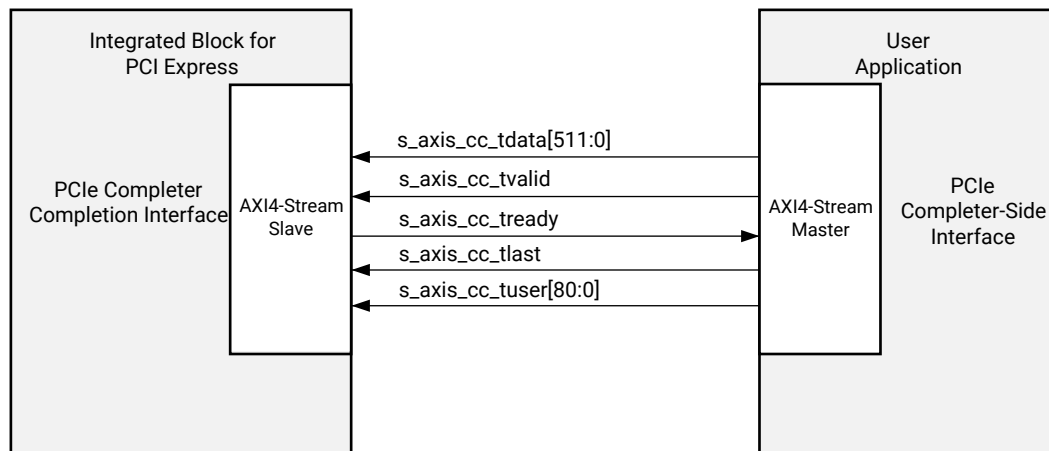 Integrated Block for
PCI Express
User
Application
s_axis_cc_tdata[511:0]
s_axis_cc_tvalid
s_axis_cc_tready
s_axis_cc_tlast
s_axis_cc_tuser[80:0]
PCIe Completer
Completion Interface
AXI4-Stream
Slave
AXI4-Stream
Master
PCIe
Completer-Side
Interface